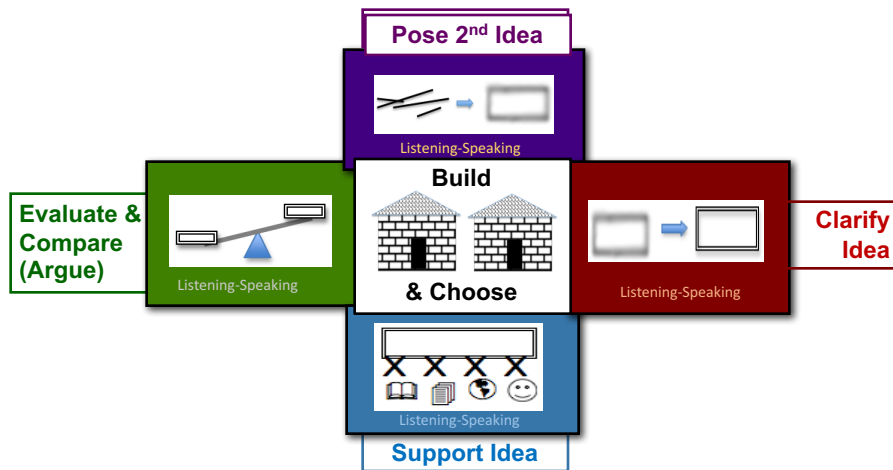 Pose 2nd Idea
Listening-Speaking
Build
& Choose
Evaluate &
Compare
(Argue)
Listening-Speaking
Clarify
Idea
Listening-Speaking
Listening-Speaking
Support Idea